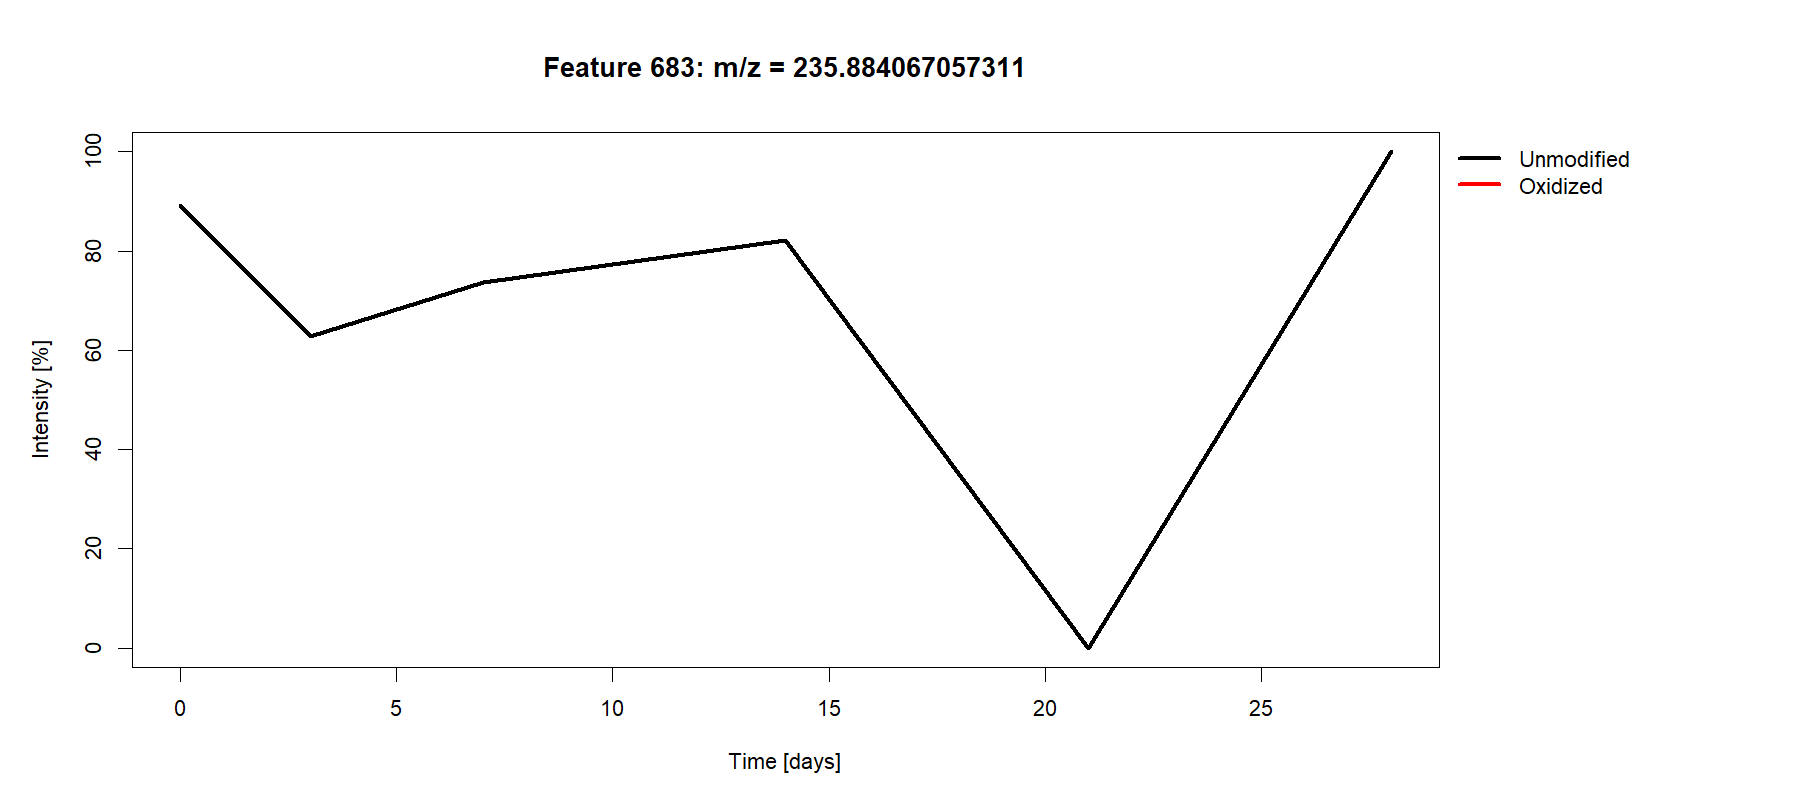 Feature 683: m/z = 235.884067057311
Unmodified
Oxidized
Intensity [%]
100
80
60
40
20
0
0 5 10 15 20 25
Time [days]